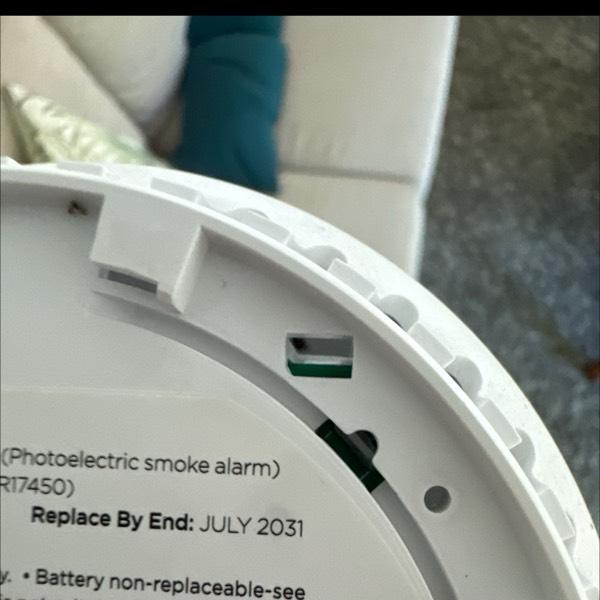 (Photoelectric smoke alarm)
R17450)
Replace By End: JULY 2031
y. • Battery non-replaceable-see